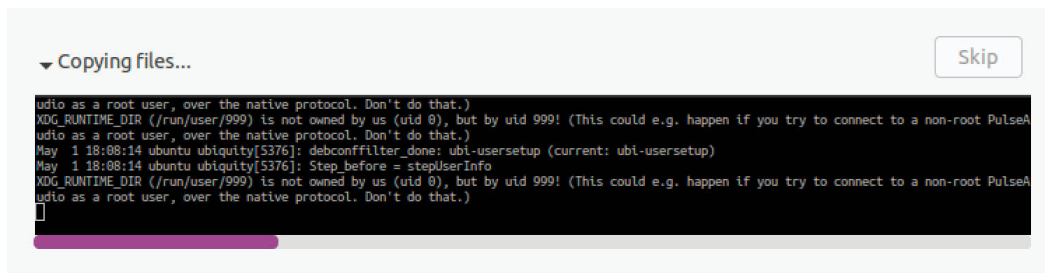 Copying files...
Skip
udio as a root user, over the native protocol. Don't do that.)
XDG_RUNTIME_DIR (/run/user/999) is not owned by us (uid 0), but by uid 999! (This could e.g. happen if you try to connect to a non-root PulseA
udio as a root user, over the native protocol. Don't do that.)
May  1 18:08:14 ubuntu ubiquity[5376]: debconffilter_done: ubi-usersetup (current: ubi-usersetup)
May  1 18:08:14 ubuntu ubiquity[5376]: Step_before = stepUserInfo
XDG_RUNTIME_DIR (/run/user/999) is not owned by us (uid 0), but by uid 999! (This could e.g. happen if you try to connect to a non-root PulseA
udio as a root user, over the native protocol. Don't do that.)